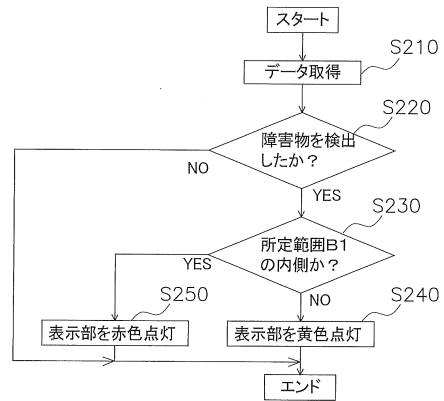 スタート
S210
データ取得
S220
障害物を検出
したか？
NO
YES
S230
所定範囲B1
の内側か？
YES
NO
S250
S240
表示部を赤色点灯
表示部を黄色点灯
エンド